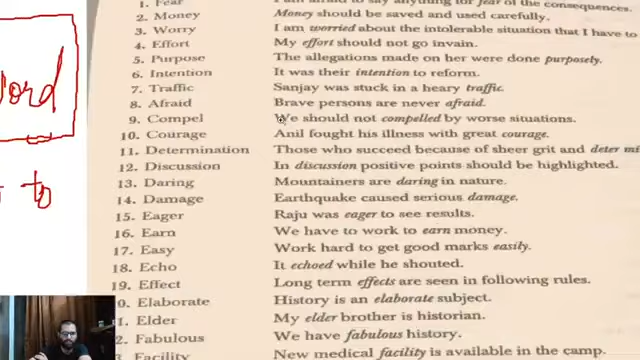 1. Fear I am afraid to say anything for fear of the consequences.
2. Money Money should be saved and used carefully.
3. Worry I am worried about the intolerable situation that I have to
4. Effort My effort should not go invain.
5. Purpose The allegations made on her were done purposely.
6. Intention It was their intention to reform.
7. Traffic Sanjay was stuck in a heary traffic.
8. Afraid Brave persons are never afraid.
9. Compel We should not compelled by worse situations.
10. Courage Anil fought his illness with great courage.
11. Determination Those who succeed because of sheer grit and deter mi
12. Discussion In discussion positive points should be highlighted.
13. Daring Mountainers are daring in nature.
14. Damage Earthquake caused serious damage.
15. Eager Raju was eager to see results.
16. Earn We have to work to earn money.
17. Easy Work hard to get good marks easily.
18. Echo It echoed while he shouted.
19. Effect Long term effects are seen in following rules.
0. Elaborate History is an elaborate subject.
1. Elder My elder brother is historian.
2. Fabulous We have fabulous history.
3 Facility New medical facility is available in the camp.
word
to